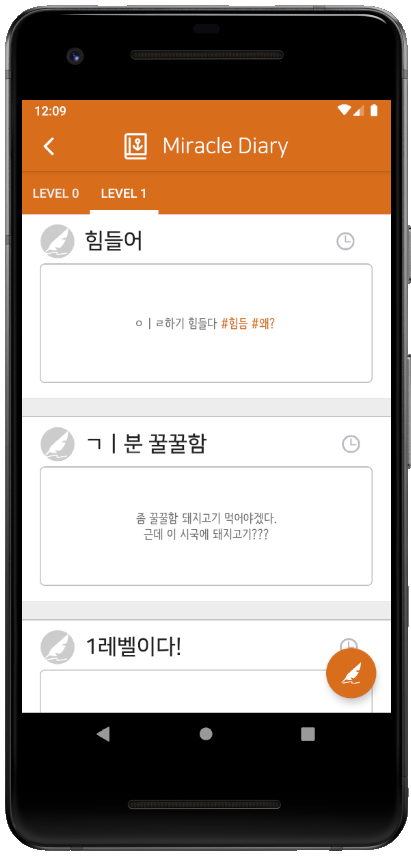 12:09
Miracle Diary
LEVEL 0 LEVEL 1
힘들어
ㅇㅣㄹ하기 힘들다 #힘듬 #왜?
ㄱㅣ분 꿀꿀함
좀 꿀꿀함 돼지고기 먹어야겠다.
근데 이 시국에 돼지고기???
1레벨이다!